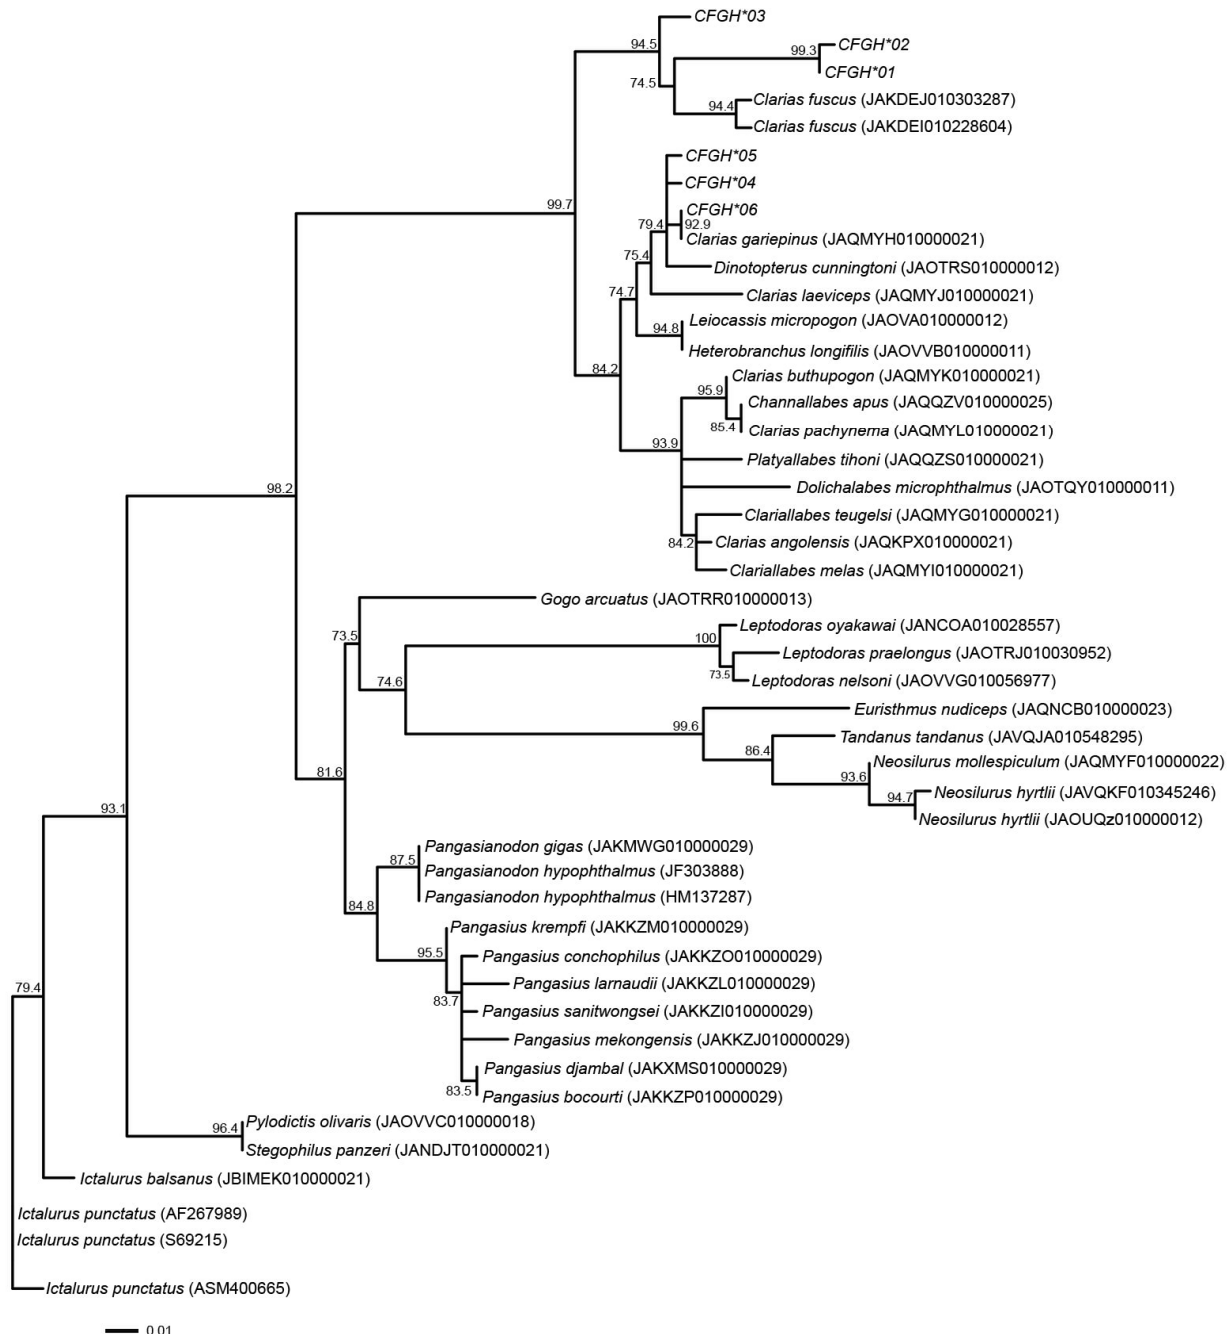 CFGH*03
94.5
99.3
CFGH*02
CFGH*01
74.5
94.4
Clarias fuscus (JAKDEJ010303287)
Clarias fuscus (JAKDEI010228604)
CFGH*05
CFGH*04
99.7
CFGH*06
79.4
92.9
Clarias gariepinus (JAQMYH010000021)
75.4
Dinotopterus cunningtoni (JAOTRS010000012)
74.7
Clarias laeviceps (JAQMYJ010000021)
94.8
Leiocassis micropogon (JAOVA010000012)
Heterobranchus longifilis (JAOVVB010000011)
84.2
Clarias buthupogon (JAQMYK010000021)
95.9
Channallabes apus (JAQQZV010000025)
85.4
Clarias pachynema (JAQMYL010000021)
93.9
Platyallabes tihoni (JAQQZS010000021)
98.2
Dolichalabes microphthalmus (JAOTQY010000011)
Clariallabes teugelsi (JAQMYG010000021)
84.2
Clarias angolensis (JAQKPX010000021)
Clariallabes melas (JAQMYI010000021)
Gogo arcuatus (JAOTRR010000013)
73.5
100
Leptodoras oyakawai (JANCOA010028557)
Leptodoras praelongus (JAOTRJ010030952)
74.6
73.5
Leptodoras nelsoni (JAOVVG010056977)
Euristhmus nudiceps (JAQNCB010000023)
99.6
Tandanus tandanus (JAVQJA010548295)
86.4
Neosilurus mollespiculum (JAQMYF010000022)
81.6
93.6
94.7
Neosilurus hyrtlii (JAVQKF010345246)
93.1
Neosilurus hyrtlii (JAOUQz010000012)
Pangasianodon gigas (JAKMWG010000029)
87.5
Pangasianodon hypophthalmus (JF303888)
Pangasianodon hypophthalmus (HM137287)
84.8
Pangasius krempfi (JAKKZM010000029)
95.5
Pangasius conchophilus (JAKKZO010000029)
79.4
Pangasius larnaudii (JAKKZL010000029)
83.7
Pangasius sanitwongsei (JAKKZI010000029)
Pangasius mekongensis (JAKKZJ010000029)
Pangasius djambal (JAKXMS010000029)
83.5
Pangasius bocourti (JAKKZP010000029)
96.4
Pylodictis olivaris (JAOVVC010000018)
Stegophilus panzeri (JANDJT010000021)
Ictalurus balsanus (JBIMEK010000021)
Ictalurus punctatus (AF267989)
Ictalurus punctatus (S69215)
Ictalurus punctatus (ASM400665)
0.01